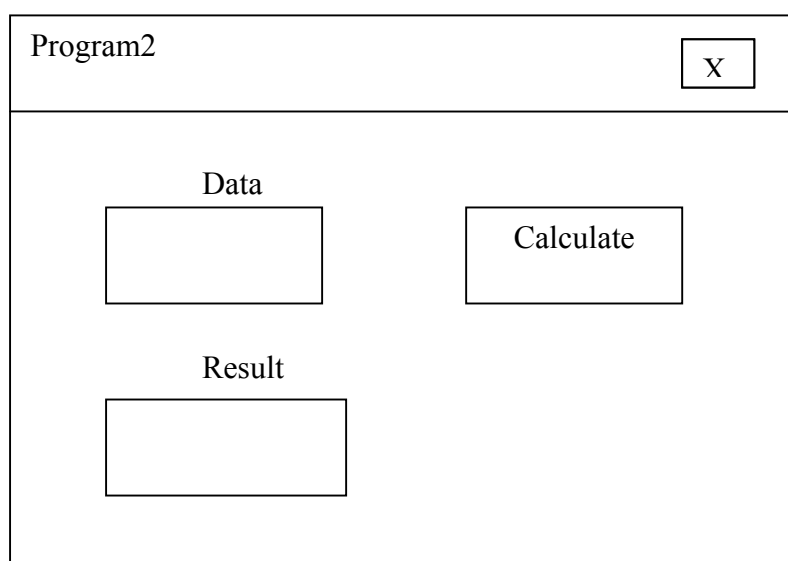 Program2
X
Data
Calculate
Result